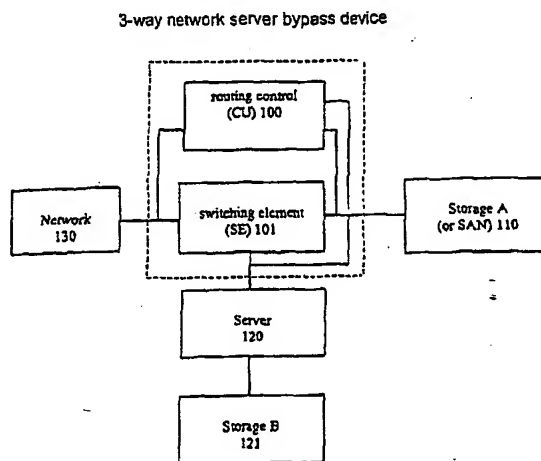 3-way network server bypass device
routing control
(CU) 100
Network
130
switching element
(SE) 101
Storage A
(or SAN) 110
Server
120
Storage B
121